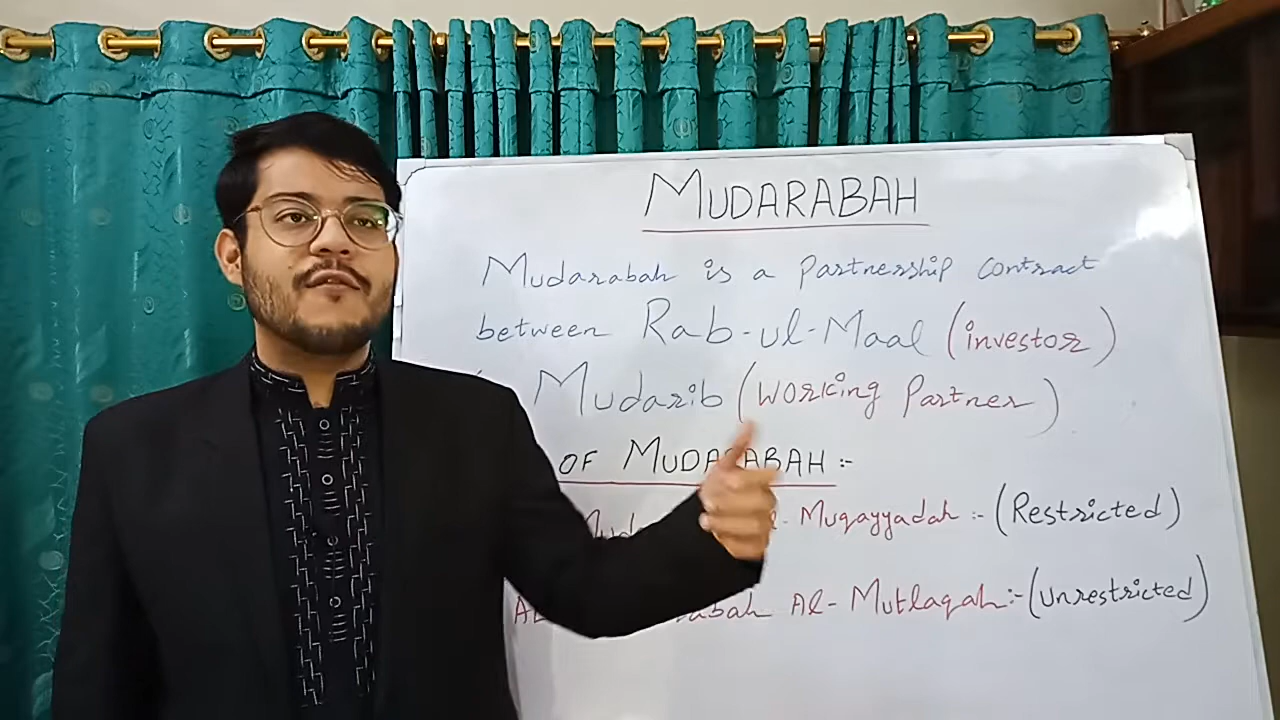 MUDARABAH
Mudarabah is a partnership contract
between Rab-ul-Maal (investor)
Mudarib (Working Partner)
OF MUDARABAH :-
Muqayyadah :- (Restricted)
Al- Mutlaqah:- (Unrestricted)